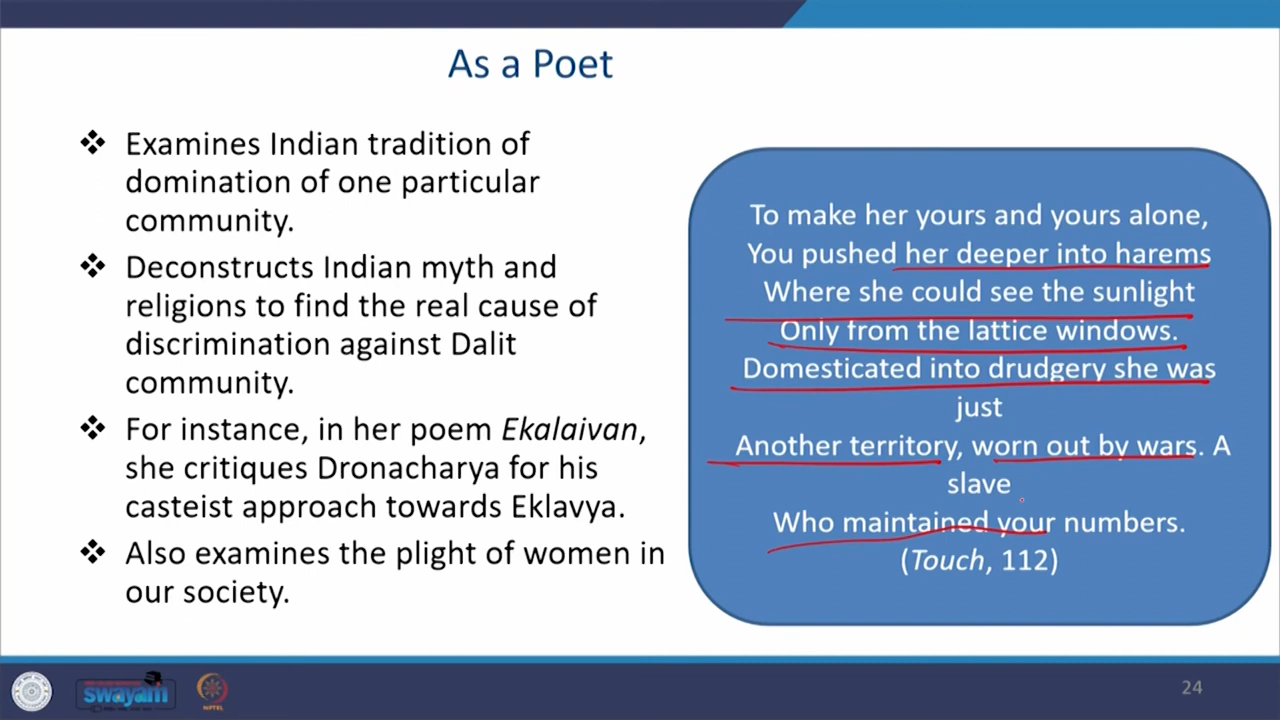 As a Poet
❖ Examines Indian tradition of
domination of one particular
community.
❖ Deconstructs Indian myth and
religions to find the real cause of
discrimination against Dalit
community.
❖ For instance, in her poem Ekalaivan,
she critiques Dronacharya for his
casteist approach towards Eklavya.
❖ Also examines the plight of women in
our society.
To make her yours and yours alone,
You pushed her deeper into harems
Where she could see the sunlight
Only from the lattice windows.
Domesticated into drudgery she was
just
Another territory, worn out by wars. A
slave
Who maintained your numbers.
(Touch, 112)
swayam
NPTEL
24